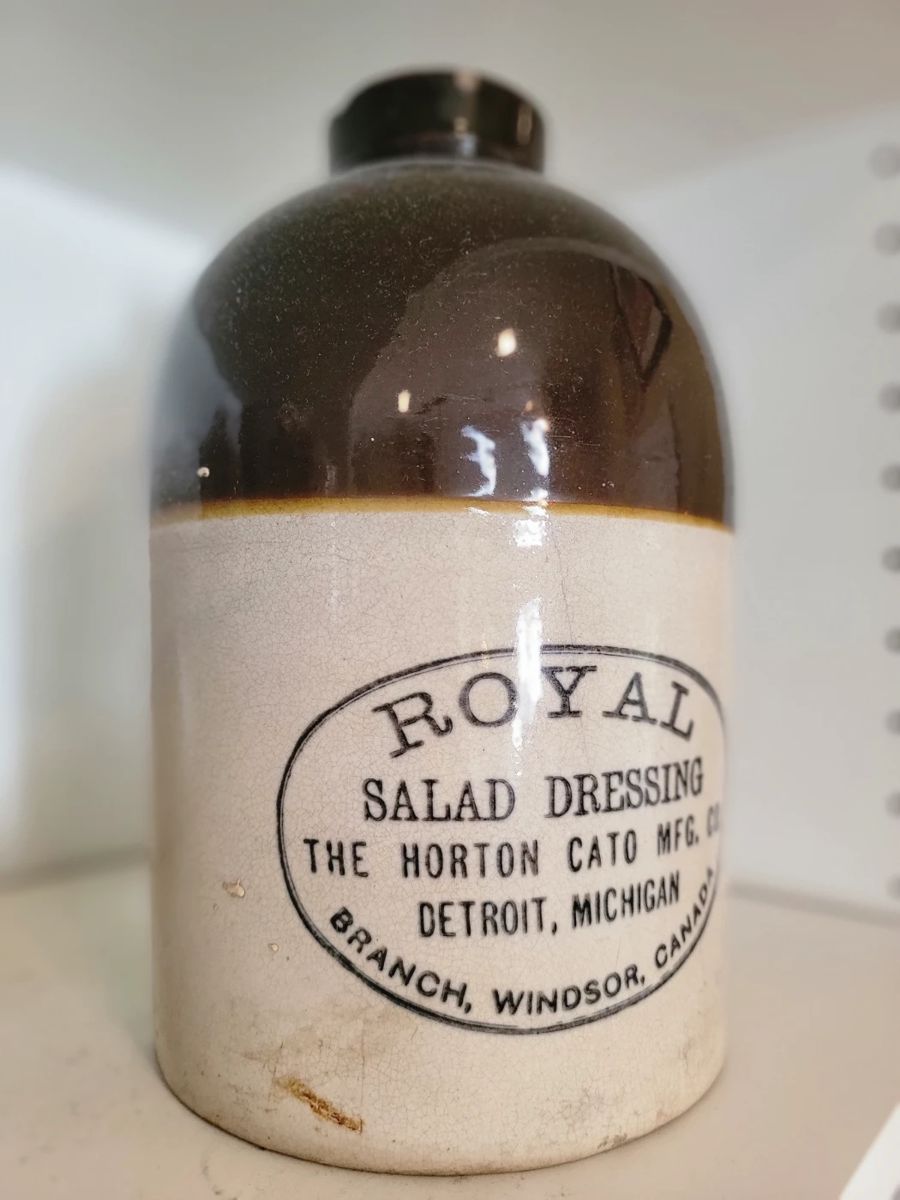 ROYAL
SALAD DRESSING
THE HORTON CATO MFG. CO.
DETROIT, MICHIGAN
BRANCH, WINDSOR, CANADA